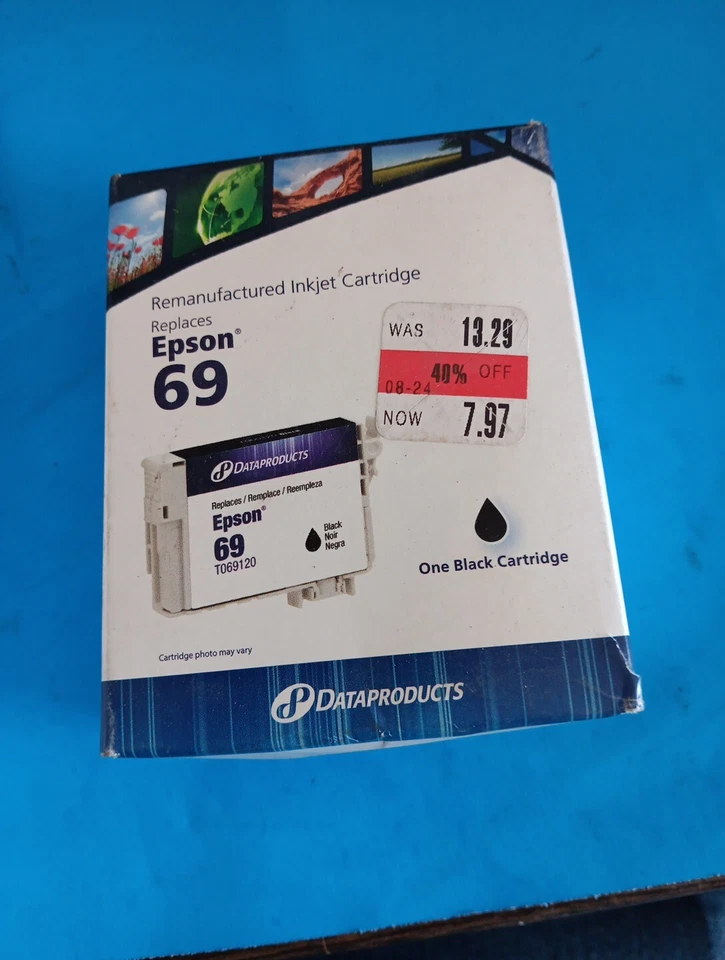 Remanufactured Inkjet Cartridge
Replaces
Epson®
69
WAS 13.29
40% OFF
08-24
NOW 7.97
DATAPRODUCTS
Replaces / Remplace / Reempleza
Epson®
69
T069120
Black
Noir
Negra
One Black Cartridge
Cartridge photo may vary
DATAPRODUCTS